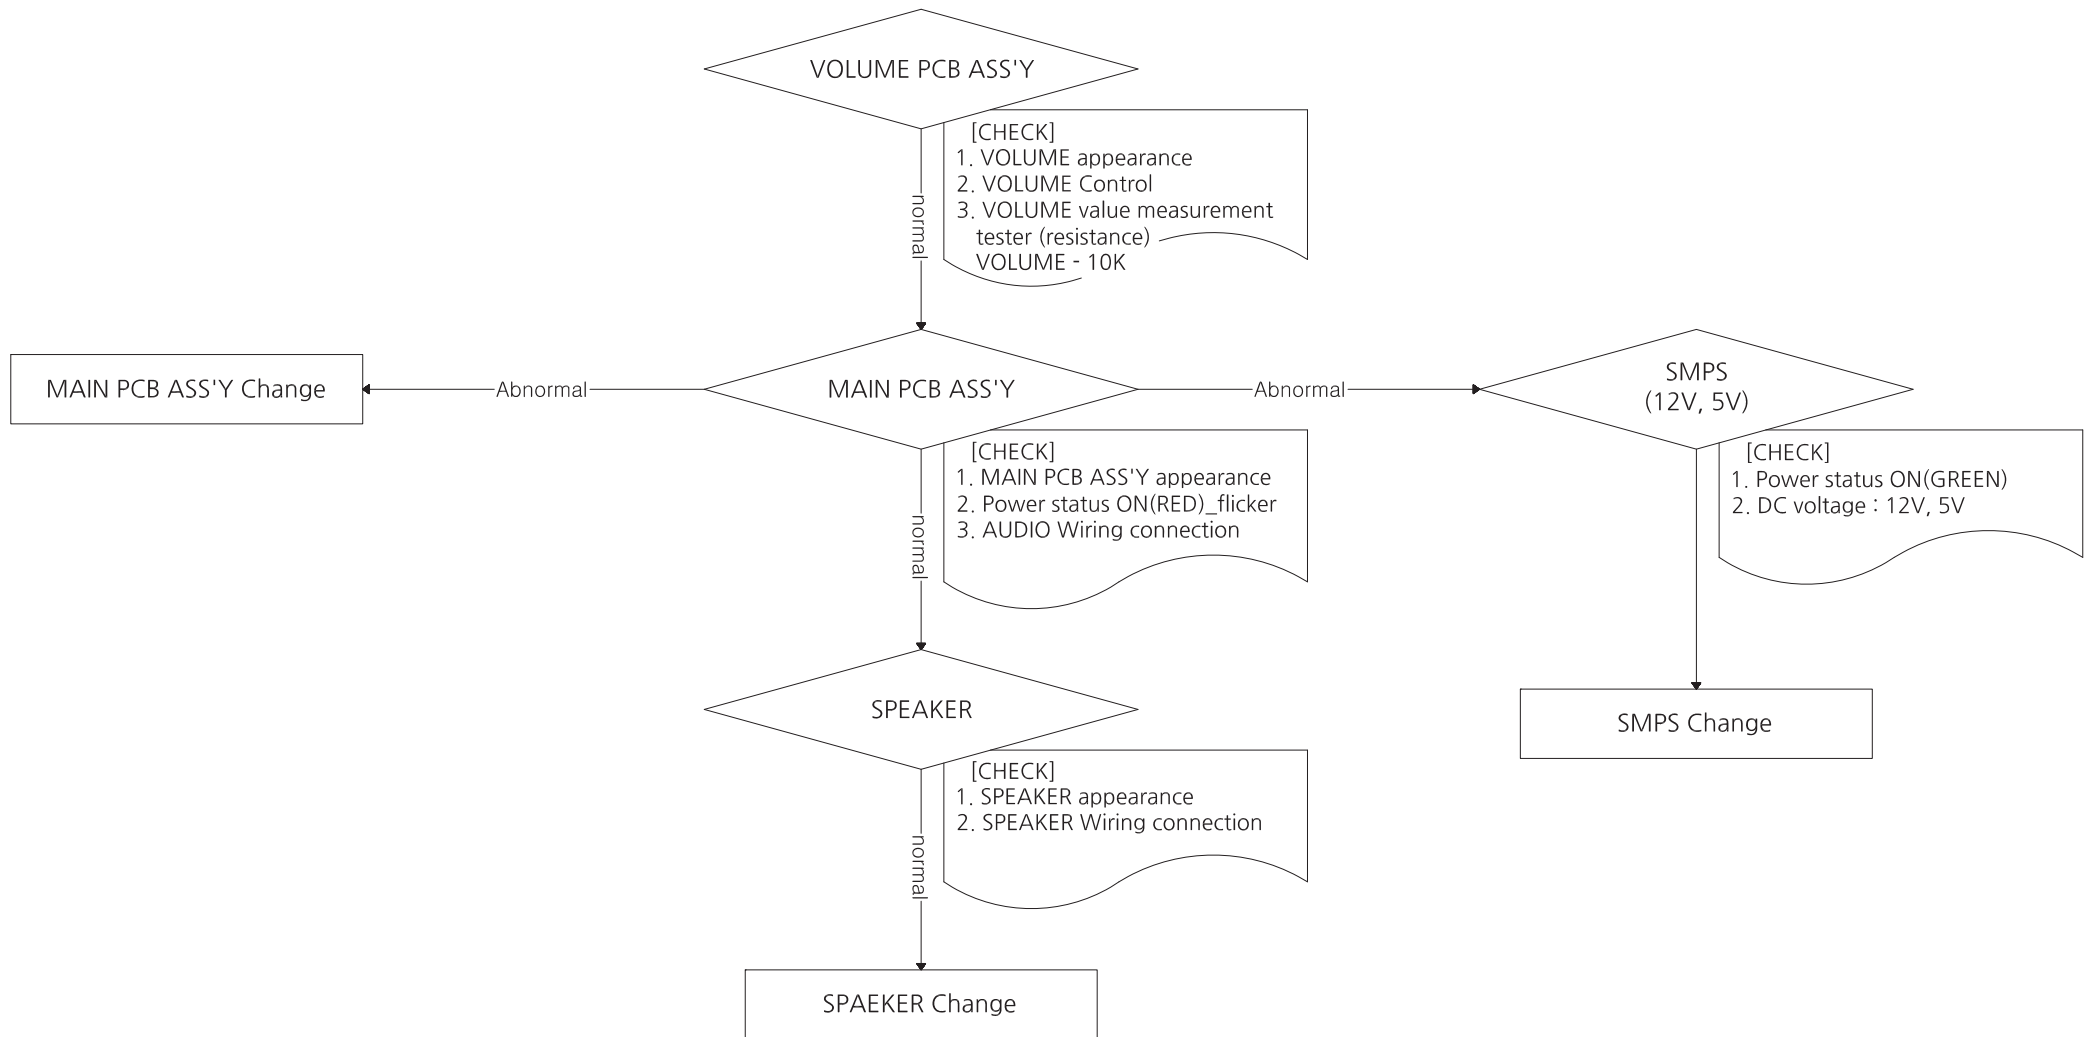 VOLUME PCB ASS'Y
[CHECK]
1. VOLUME appearance
2. VOLUME Control
3. VOLUME value measurement
tester (resistance)
VOLUME - 10K
normal
MAIN PCB ASS'Y Change
Abnormal
MAIN PCB ASS'Y
Abnormal
SMPS
(12V, 5V)
[CHECK]
1. MAIN PCB ASS'Y appearance
2. Power status ON(RED)_flicker
3. AUDIO Wiring connection
normal
[CHECK]
1. Power status ON(GREEN)
2. DC voltage : 12V, 5V
SPEAKER
SMPS Change
[CHECK]
1. SPEAKER appearance
2. SPEAKER Wiring connection
normal
SPAEKER Change